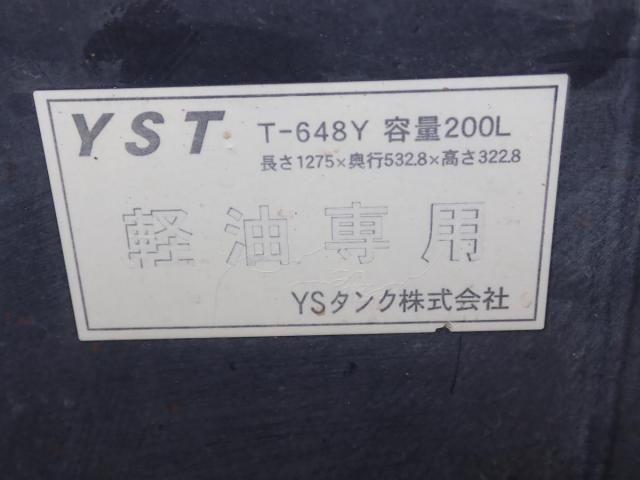 YST T-648Y 容量200L
長さ1275×奥行532.8×高さ322.8
軽油専用
YSタンク株式会社